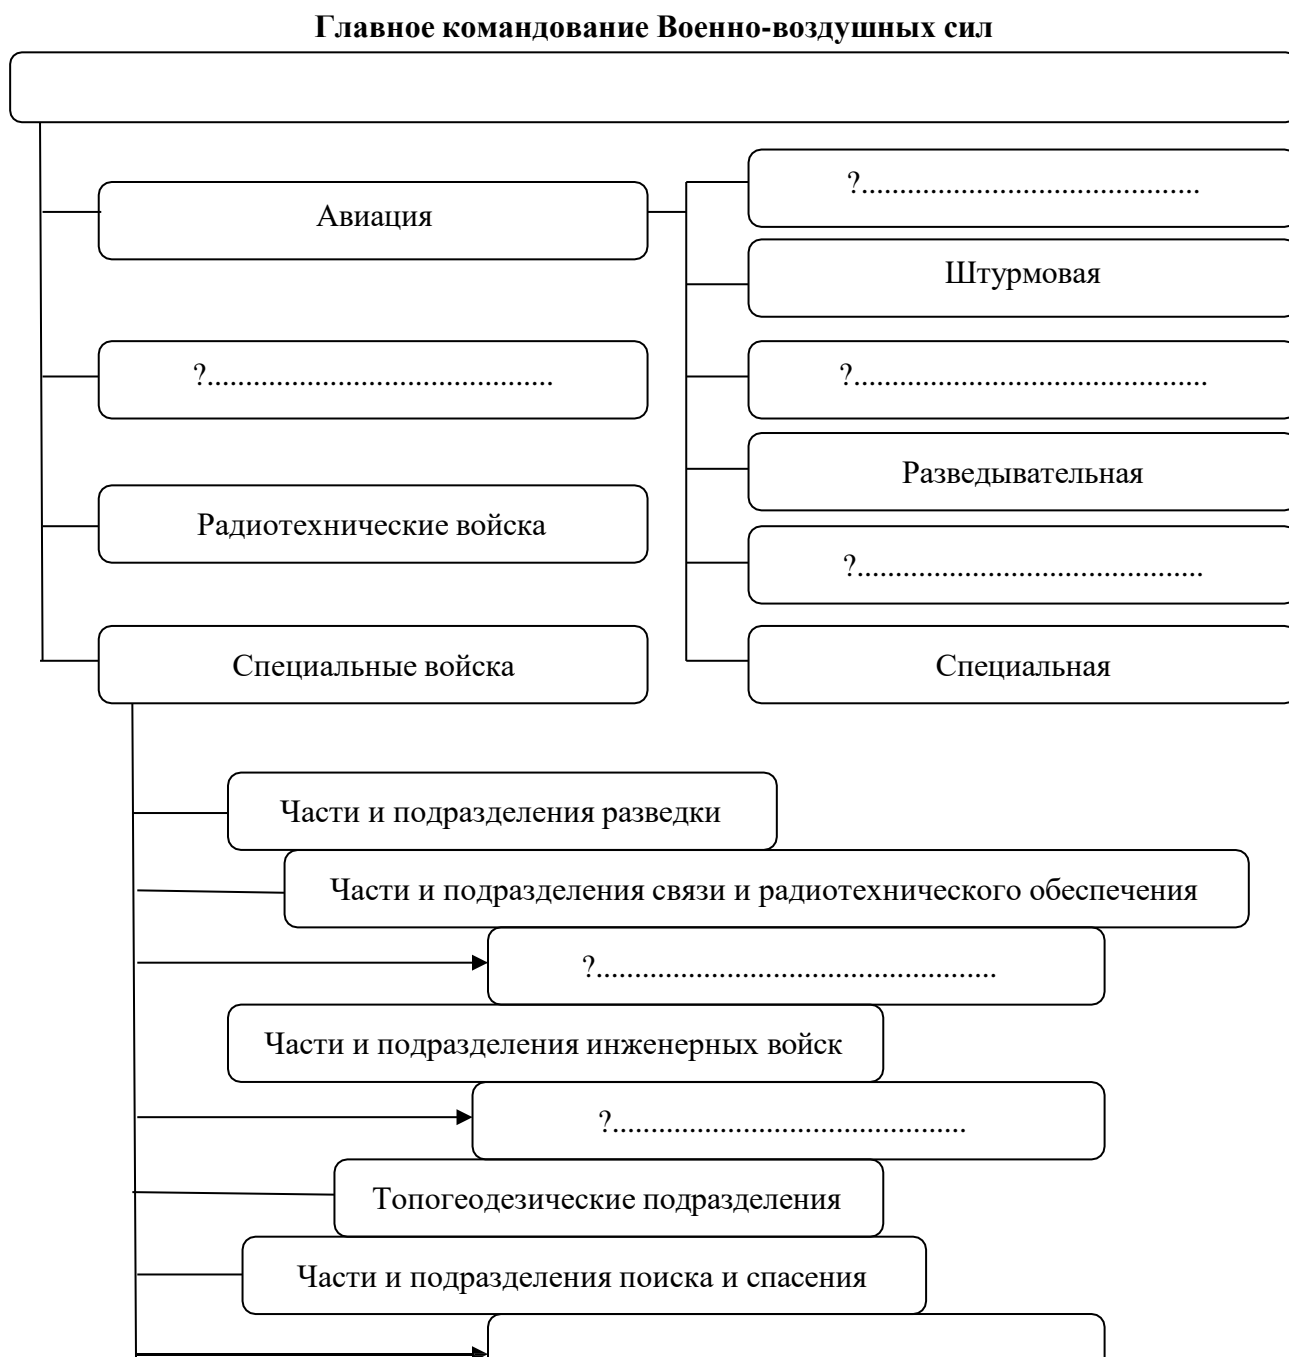 Главное командование Военно-воздушных сил
?............................................
Авиация
Штурмовая
?.............................................
?..............................................
Разведывательная
Радиотехнические войска
?.............................................
Специальные войска
Специальная
Части и подразделения разведки
Части и подразделения связи и радиотехнического обеспечения
?....................................................
Части и подразделения инженерных войск
?..............................................
Топогеодезические подразделения
Части и подразделения поиска и спасения